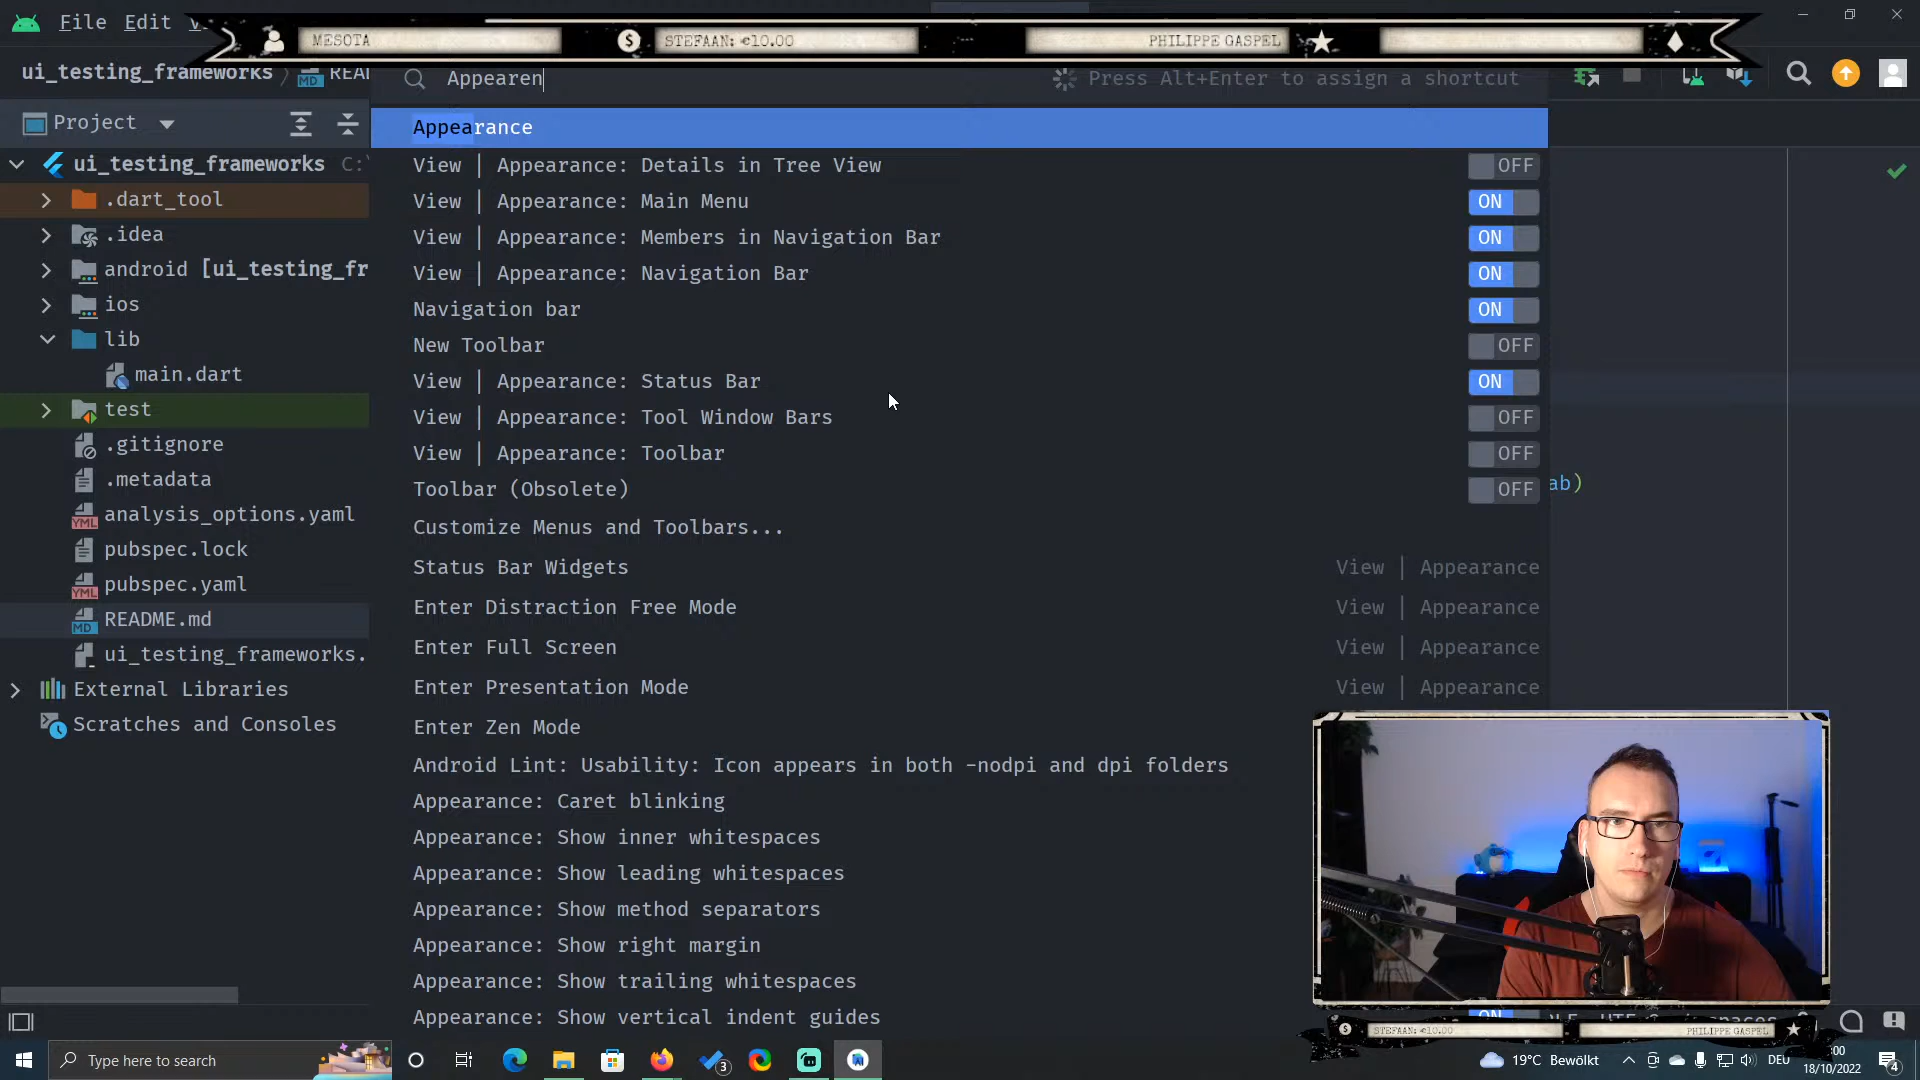 File Edit
MESOTA
STEFAAN: €10.00
PHILIPPE GASPEL
ui_testing_frameworks
Appearen
Press Alt+Enter to assign a shortcut
Project
ui_testing_frameworks
.dart_tool
.idea
android [ui_testing_fr
ios
lib
main.dart
test
.gitignore
.metadata
analysis_options.yaml
pubspec.lock
pubspec.yaml
README.md
ui_testing_frameworks.
External Libraries
Scratches and Consoles
Appearance
View | Appearance: Details in Tree View OFF
View | Appearance: Main Menu ON
View | Appearance: Members in Navigation Bar ON
View | Appearance: Navigation Bar ON
Navigation bar ON
New Toolbar OFF
View | Appearance: Status Bar ON
View | Appearance: Tool Window Bars OFF
View | Appearance: Toolbar OFF
Toolbar (Obsolete) OFF
Customize Menus and Toolbars...
Status Bar Widgets View | Appearance
Enter Distraction Free Mode View | Appearance
Enter Full Screen View | Appearance
Enter Presentation Mode View | Appearance
Enter Zen Mode
Android Lint: Usability: Icon appears in both -nodpi and dpi folders
Appearance: Caret blinking
Appearance: Show inner whitespaces
Appearance: Show leading whitespaces
Appearance: Show method separators
Appearance: Show right margin
Appearance: Show trailing whitespaces
Appearance: Show vertical indent guides
ab)
STEFAAN: €10.00
PHILIPPE GASPEL
Type here to search
3
19°C Bewölkt
DEU
:00
18/10/2022
4